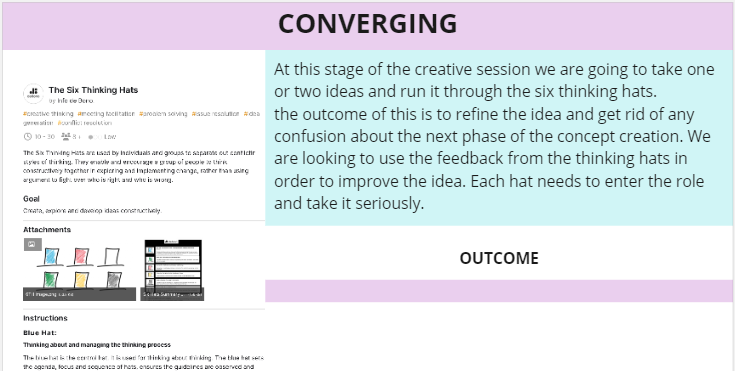 CONVERGING
The Six Thinking Hats
by
#creative thinking #meeting facilitation #problem solving #issue resolution #idea
generation #conflict resolution
10 - 30
The Six Thinking Hats are used by individuals and groups to separate out conflicting
styles of thinking. They enable and encourage a group of people to think
constructively together in exploring and implementing change, rather than using
argument to fight over who is right and who is wrong.
Goal
Create, explore and develop ideas constructively.
Attachments
Instructions
Blue Hat:
Thinking about and managing the thinking process
The blue hat is the control hat. It is used for thinking about thinking. The blue hat sets
the agenda, focus and sequence of hats, ensures the guidelines are observed and
At this stage of the creative session we are going to take one
or two ideas and run it through the six thinking hats.
the outcome of this is to refine the idea and get rid of any
confusion about the next phase of the concept creation. We
are looking to use the feedback from the thinking hats in
order to improve the idea. Each hat needs to enter the role
and take it seriously.
OUTCOME